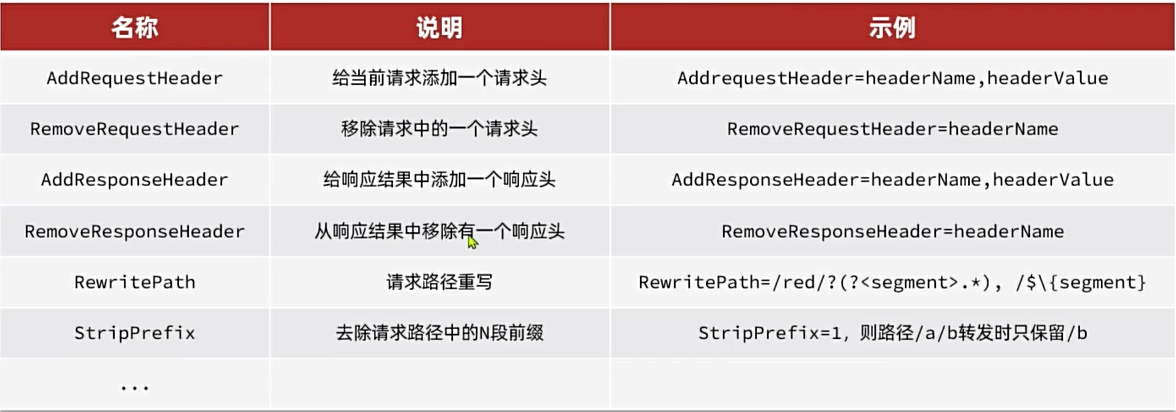 名称 说明 示例
AddRequestHeader 给当前请求添加一个请求头 AddrequestHeader=headerName,headerValue
RemoveRequestHeader 移除请求中的一个请求头 RemoveRequestHeader=headerName
AddResponseHeader 给响应结果中添加一个响应头 AddResponseHeader=headerName,headerValue
RemoveResponseHeader 从响应结果中移除有一个响应头 RemoveResponseHeader=headerName
RewritePath 请求路径重写 RewritePath=/red/?(?<segment>.*), /$\{segment}
StripPrefix 去除请求路径中的N段前缀 StripPrefix=1，则路径/a/b转发时只保留/b
...